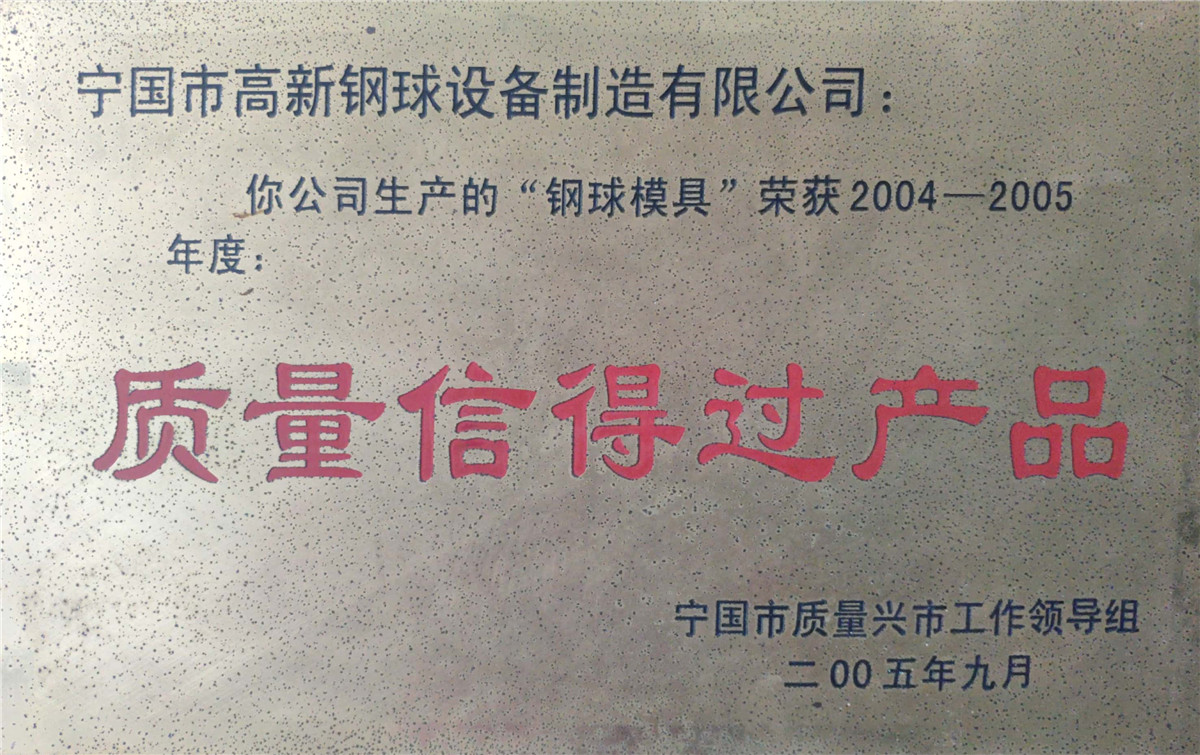 宁国市高新钢球设备制造有限公司：
你公司生产的“钢球模具”荣获2004—2005
年度：
质量信得过产品
宁国市质量兴市工作领导组
二00五年九月